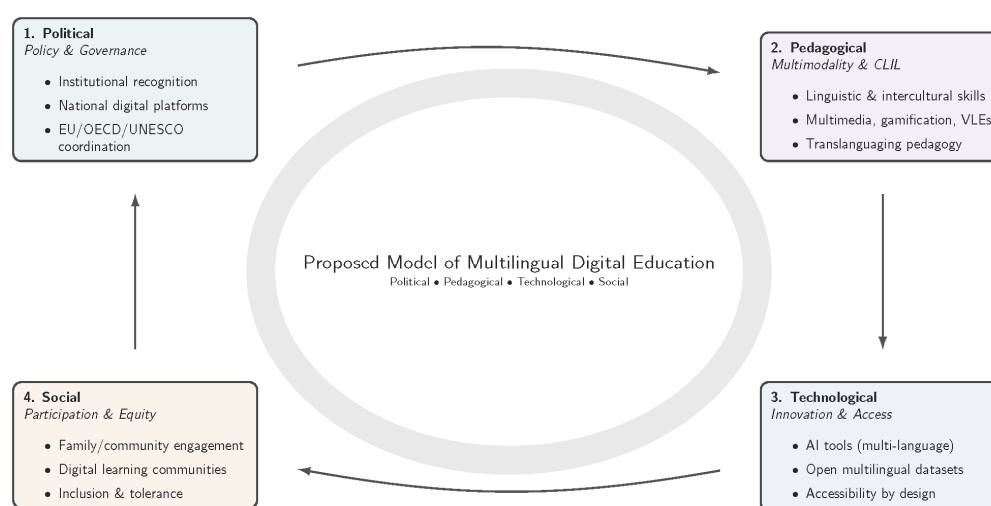 1. Political
Policy & Governance
• Institutional recognition
• National digital platforms
• EU/OECD/UNESCO
coordination
2. Pedagogical
Multimodality & CLIL
• Linguistic & intercultural skills
• Multimedia, gamification, VLEs
• Translanguaging pedagogy
Proposed Model of Multilingual Digital Education
Political • Pedagogical • Technological • Social
3. Technological
Innovation & Access
• AI tools (multi-language)
• Open multilingual datasets
• Accessibility by design
4. Social
Participation & Equity
• Family/community engagement
• Digital learning communities
• Inclusion & tolerance